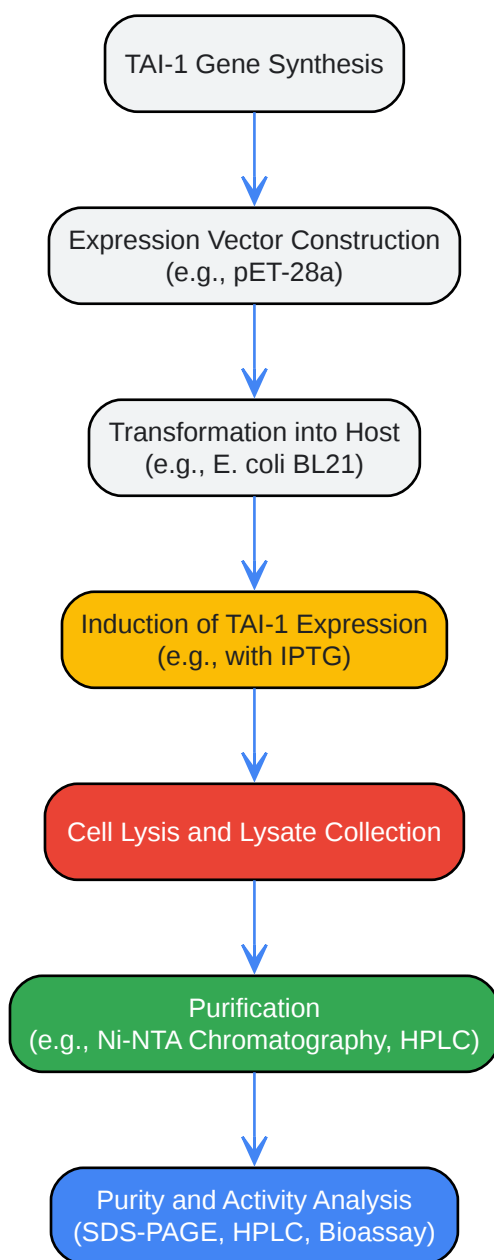 TAI-1 Gene Synthesis
Expression Vector Construction
(e.g., pET-28a)
Transformation into Host
(e.g., E. coli BL21)
Induction of TAI-1 Expression
(e.g., with IPTG)
Cell Lysis and Lysate Collection
Purification
(e.g., Ni-NTA Chromatography, HPLC)
Purity and Activity Analysis
(SDS-PAGE, HPLC, Bioassay)